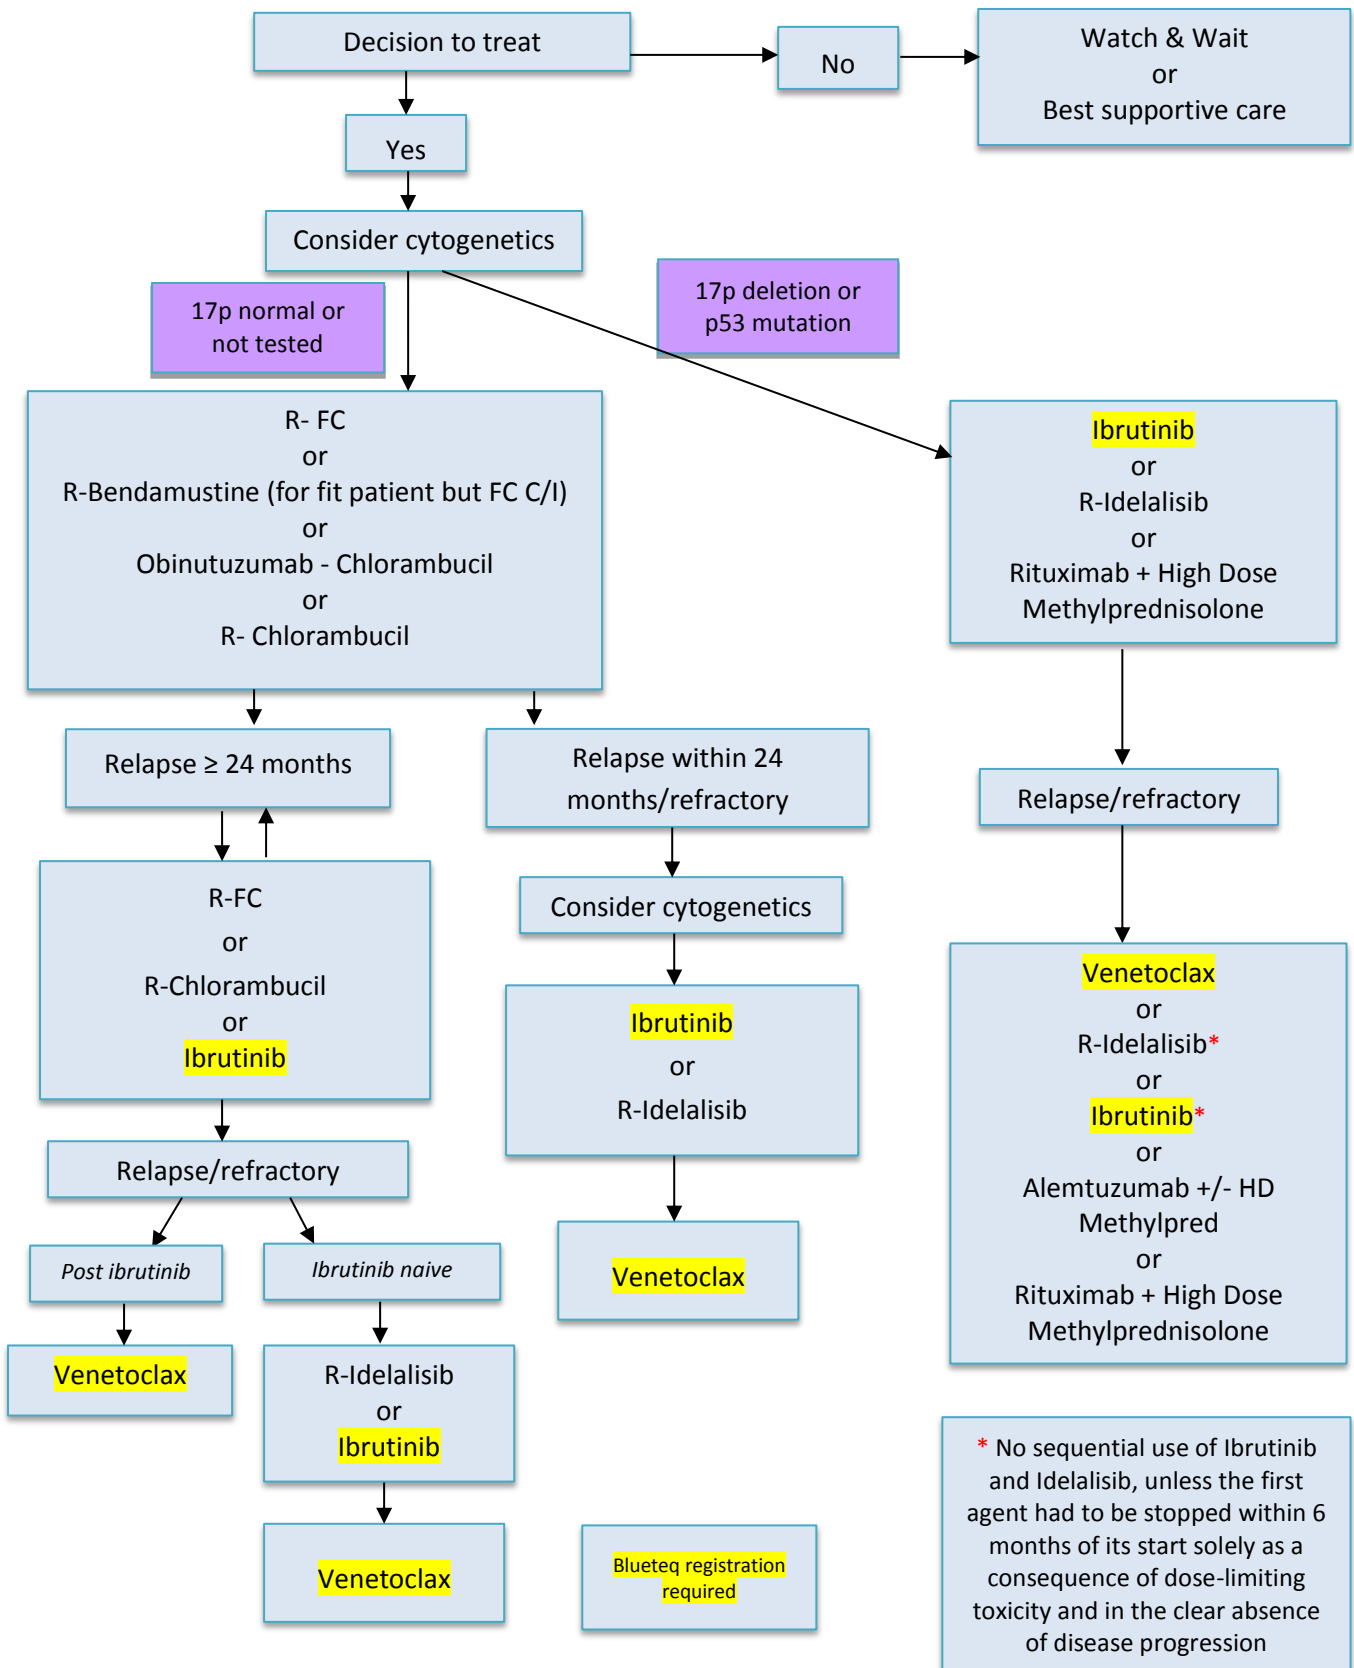 Decision to treat
No
Watch & Wait
or
Best supportive care
Yes
Consider cytogenetics
17p normal or
not tested
17p deletion or
p53 mutation
R- FC
or
R-Bendamustine (for fit patient but FC C/I)
or
Obinutuzumab - Chlorambucil
or
R- Chlorambucil
Ibrutinib
or
R-Idelalisib
or
Rituximab + High Dose
Methylprednisolone
Relapse ≥ 24 months
Relapse within 24
months/refractory
Relapse/refractory
R-FC
or
R-Chlorambucil
or
Ibrutinib
Consider cytogenetics
Ibrutinib
or
R-Idelalisib
Venetoclax
or
R-Idelalisib*
or
Ibrutinib*
or
Alemtuzumab +/- HD
Methylpred
or
Rituximab + High Dose
Methylprednisolone
Relapse/refractory
Post ibrutinib
Ibrutinib naive
Venetoclax
Venetoclax
R-Idelalisib
or
Ibrutinib
Venetoclax
Blueteq registration
required
* No sequential use of Ibrutinib
and Idelalisib, unless the first
agent had to be stopped within 6
months of its start solely as a
consequence of dose-limiting
toxicity and in the clear absence
of disease progression